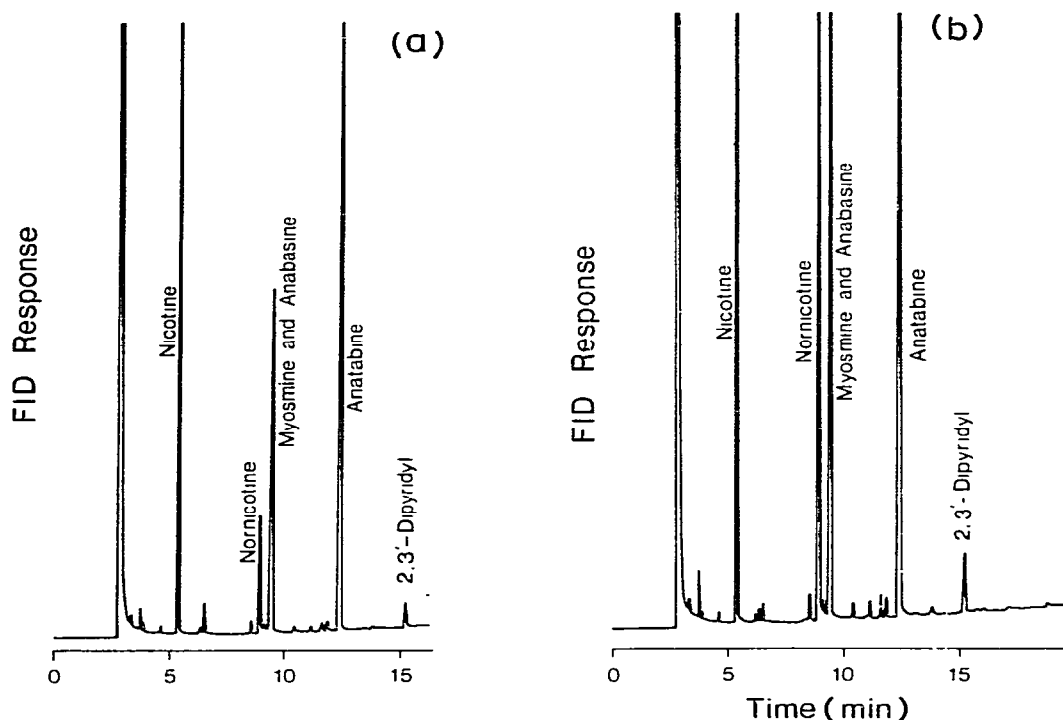 (a)
FID Response
Nicotine
Nornicotine
Myosmine and Anabasine
Anatabine
2.3'-Dipyridyl
0 5 10 15
(b)
FID Response
Nicotine
Nornicotine
Myosmine and Anabasine
Anatabine
2.3'-Dipyridyl
0 5 10 15
Time (min)